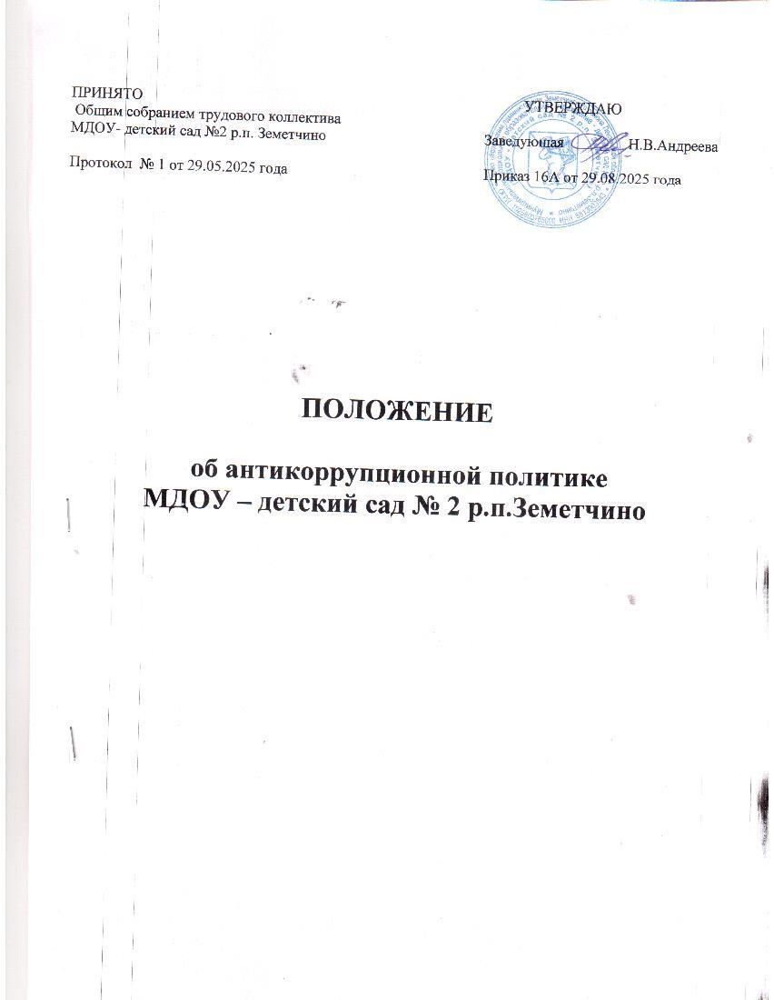 ПРИНЯТО
Общим собранием трудового коллектива
МДОУ- детский сад №2 р.п. Земетчино
Протокол № 1 от 29.05.2025 года
УТВЕРЖДАЮ
Заведующая Н.В.Андреева
Приказ 16А от 29.08.2025 года
ПОЛОЖЕНИЕ
об антикоррупционной политике
МДОУ – детский сад № 2 р.п.Земетчино